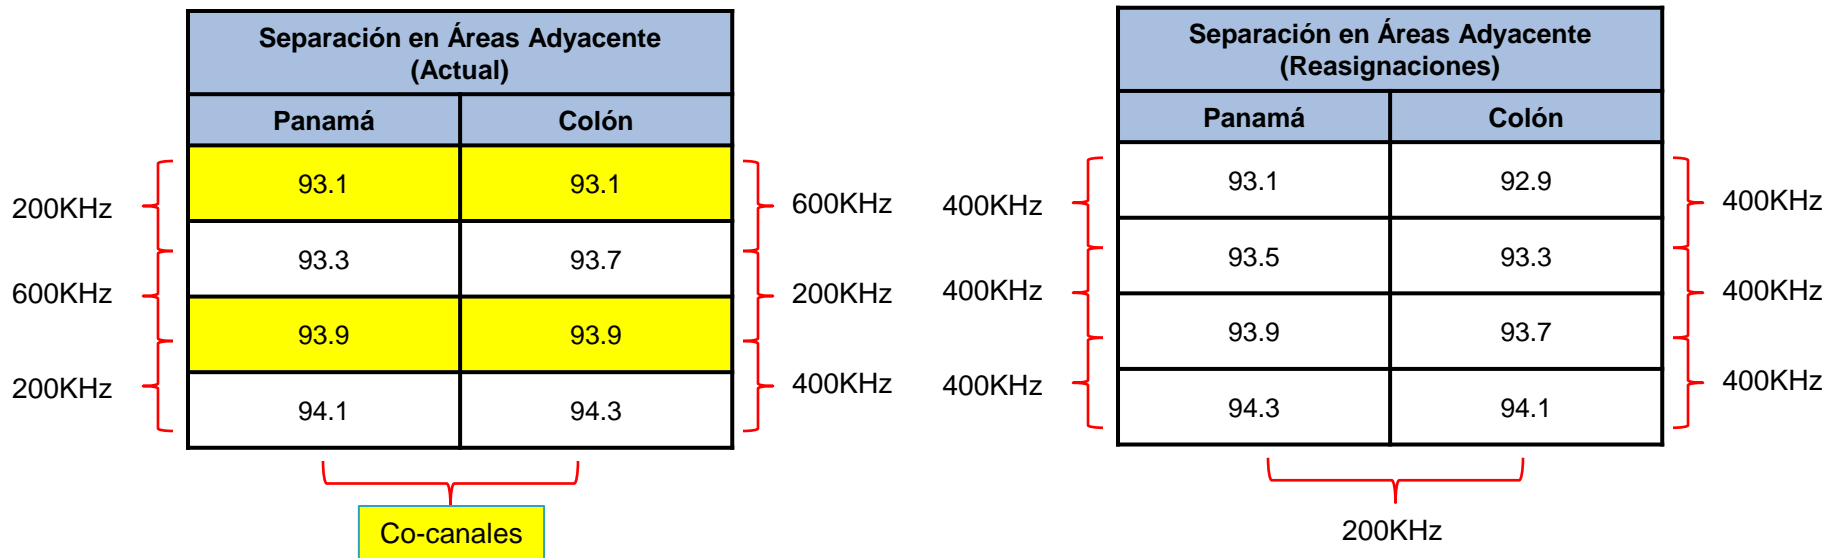 Separación en Áreas Adyacente
(Actual)
Panamá Colón
93.1 93.1
93.3 93.7
93.9 93.9
94.1 94.3
200KHz
600KHz
200KHz
600KHz
200KHz
400KHz
Co-canales
Separación en Áreas Adyacente
(Reasignaciones)
Panamá Colón
93.1 92.9
93.5 93.3
93.9 93.7
94.3 94.1
400KHz
400KHz
400KHz
400KHz
400KHz
400KHz
200KHz